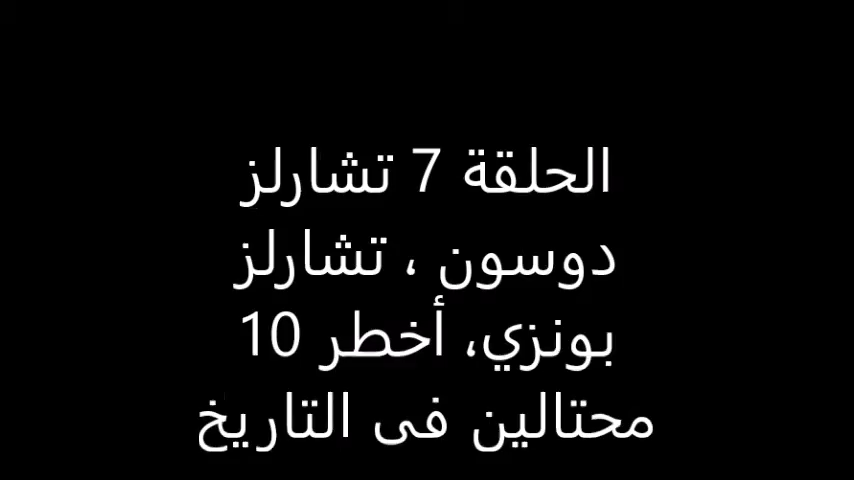 الحلقة 7 تشارلز
دوسون ، تشارلز
بونزي، أخطر 10
محتالين فى التاريخ